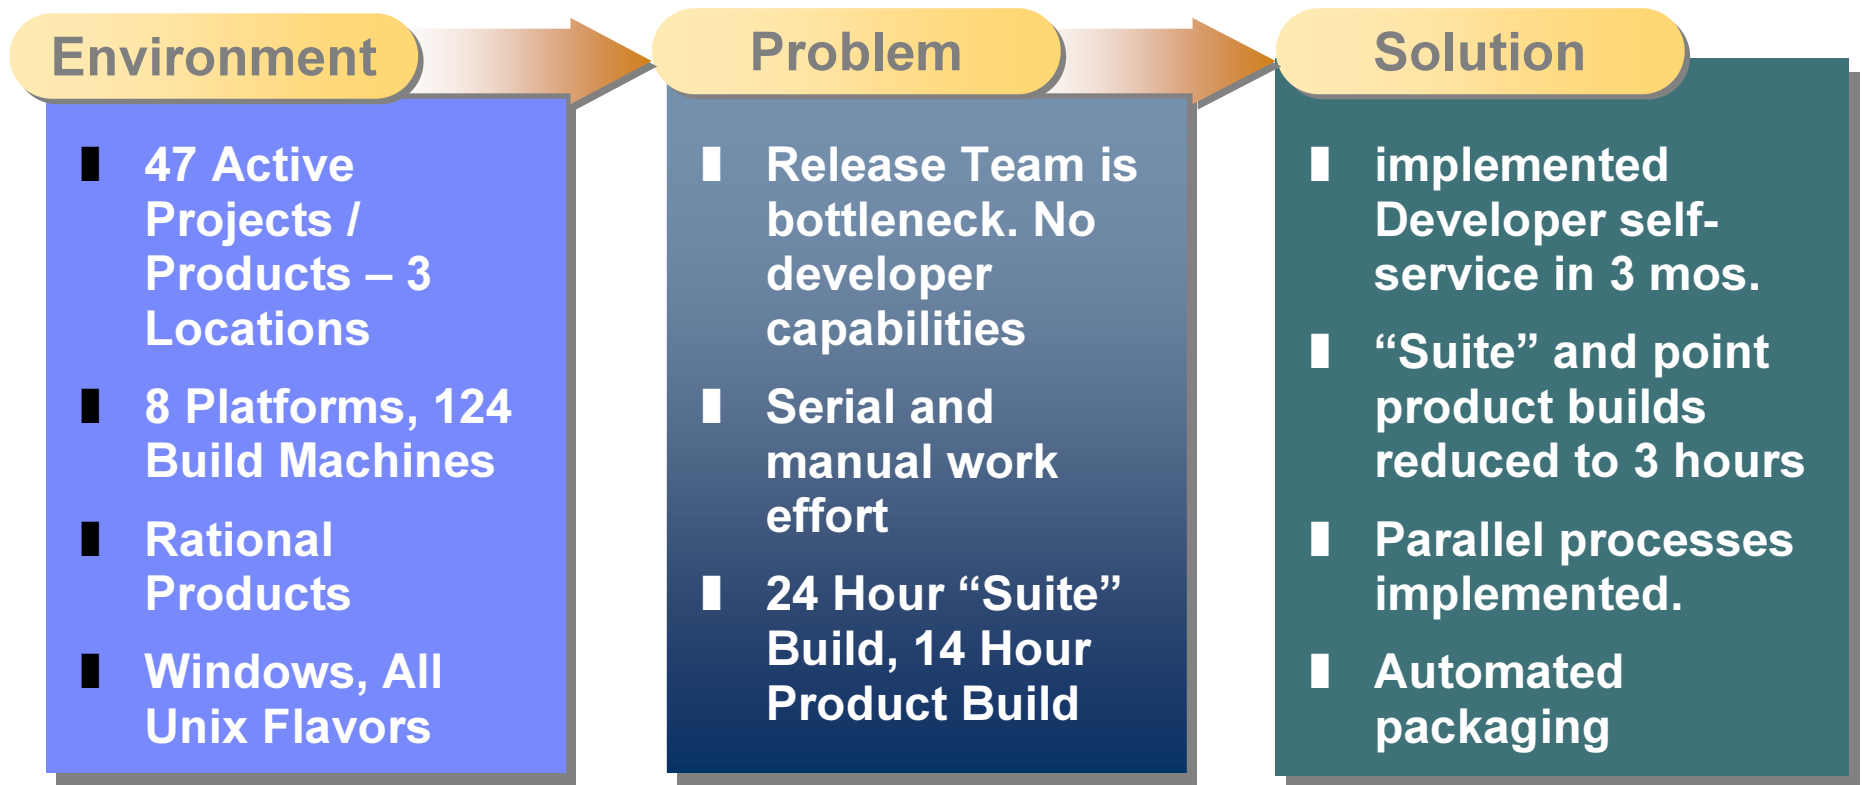 Environment
47 Active
Projects /
Products – 3
Locations
8 Platforms, 124
Build Machines
Rational
Products
Windows, All
Unix Flavors
Problem
Release Team is
bottleneck. No
developer
capabilities
Serial and
manual work
effort
24 Hour “Suite”
Build, 14 Hour
Product Build
Solution
implemented
Developer self-
service in 3 mos.
“Suite” and point
product builds
reduced to 3 hours
Parallel processes
implemented.
Automated
packaging